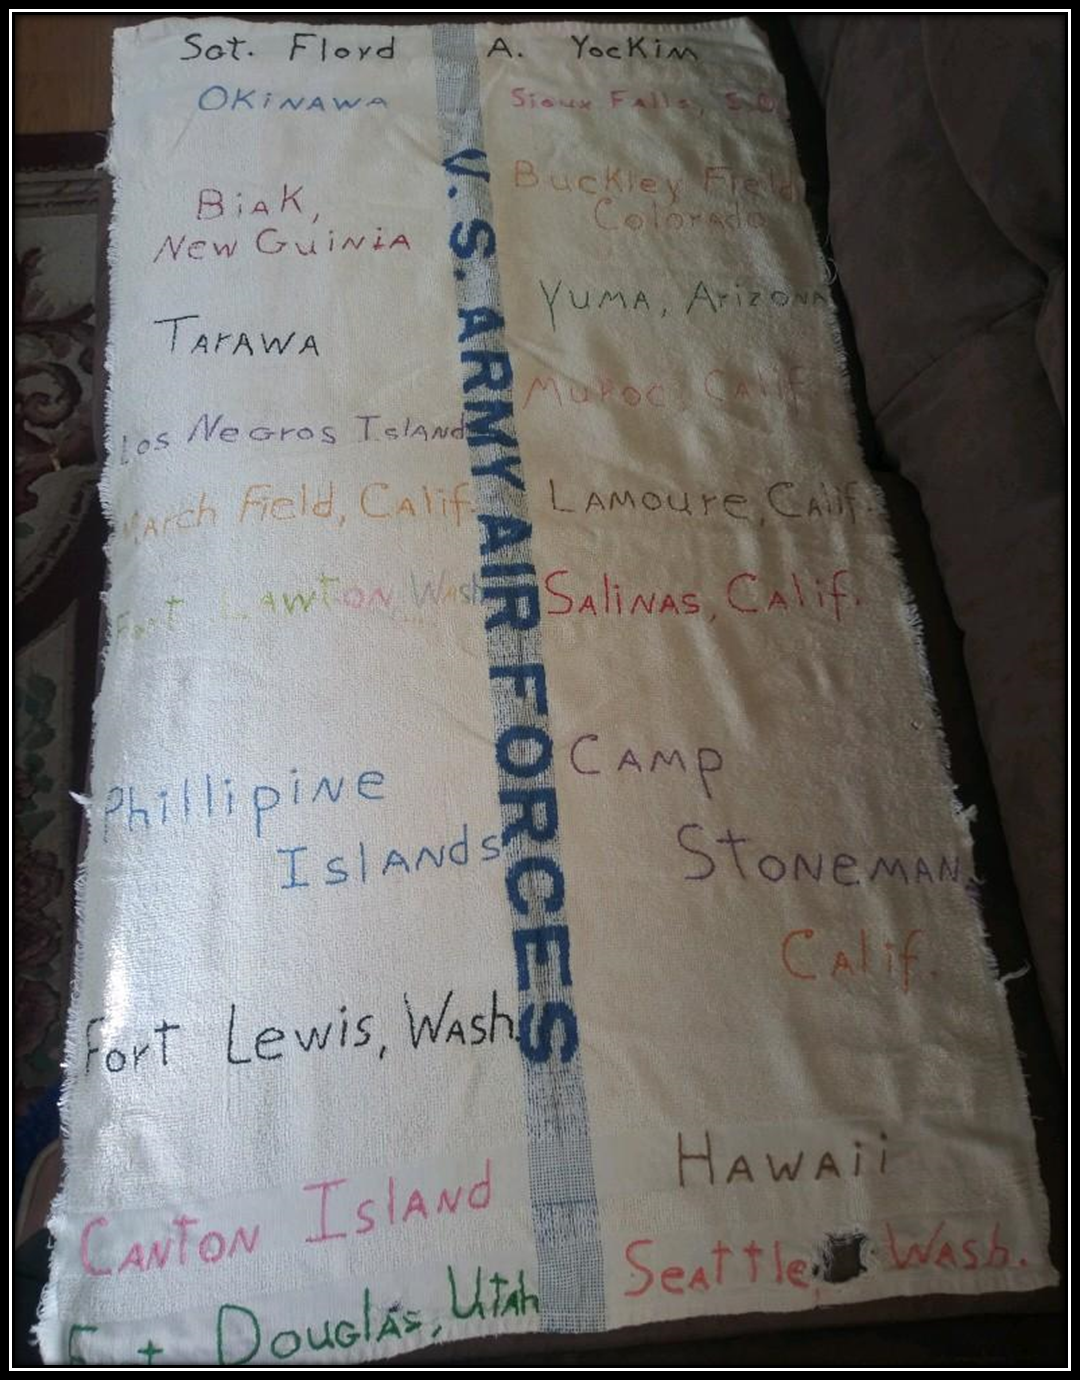 Sgt. Floyd A. Yockim
OKINAWA
Biak,
New Guinia
Tarawa
Los Negros Island
March Field, Calif.
Fort Lawton, Wash.
Phillipine
Islands
Fort Lewis, Wash.
Canton Island
Ft Douglas, Utah
U.S. ARMY AIR FORCES
Sioux Falls, S.D.
Buckley Field
Colorado
Yuma, Arizona
Muroc, Calif.
Lamoure, Calif.
Salinas, Calif.
Camp
Stoneman,
Calif.
Hawaii
Seattle, Wash.